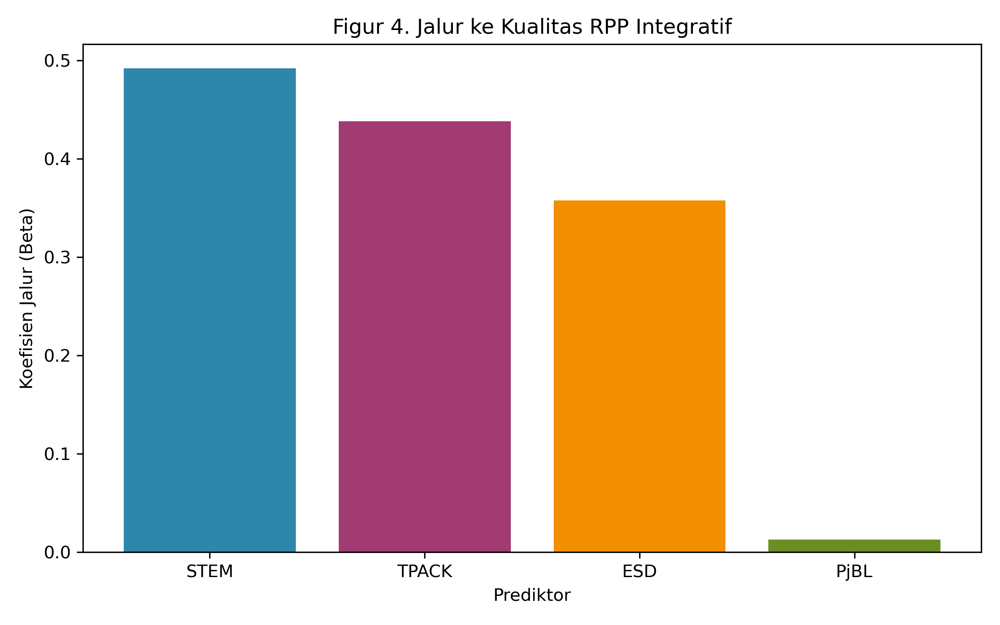 Figur 4. Jalur ke Kualitas RPP Integratif
Koefisien Jalur (Beta)
0.5
0.4
0.3
0.2
0.1
0.0
STEM TPACK ESD PjBL
Prediktor